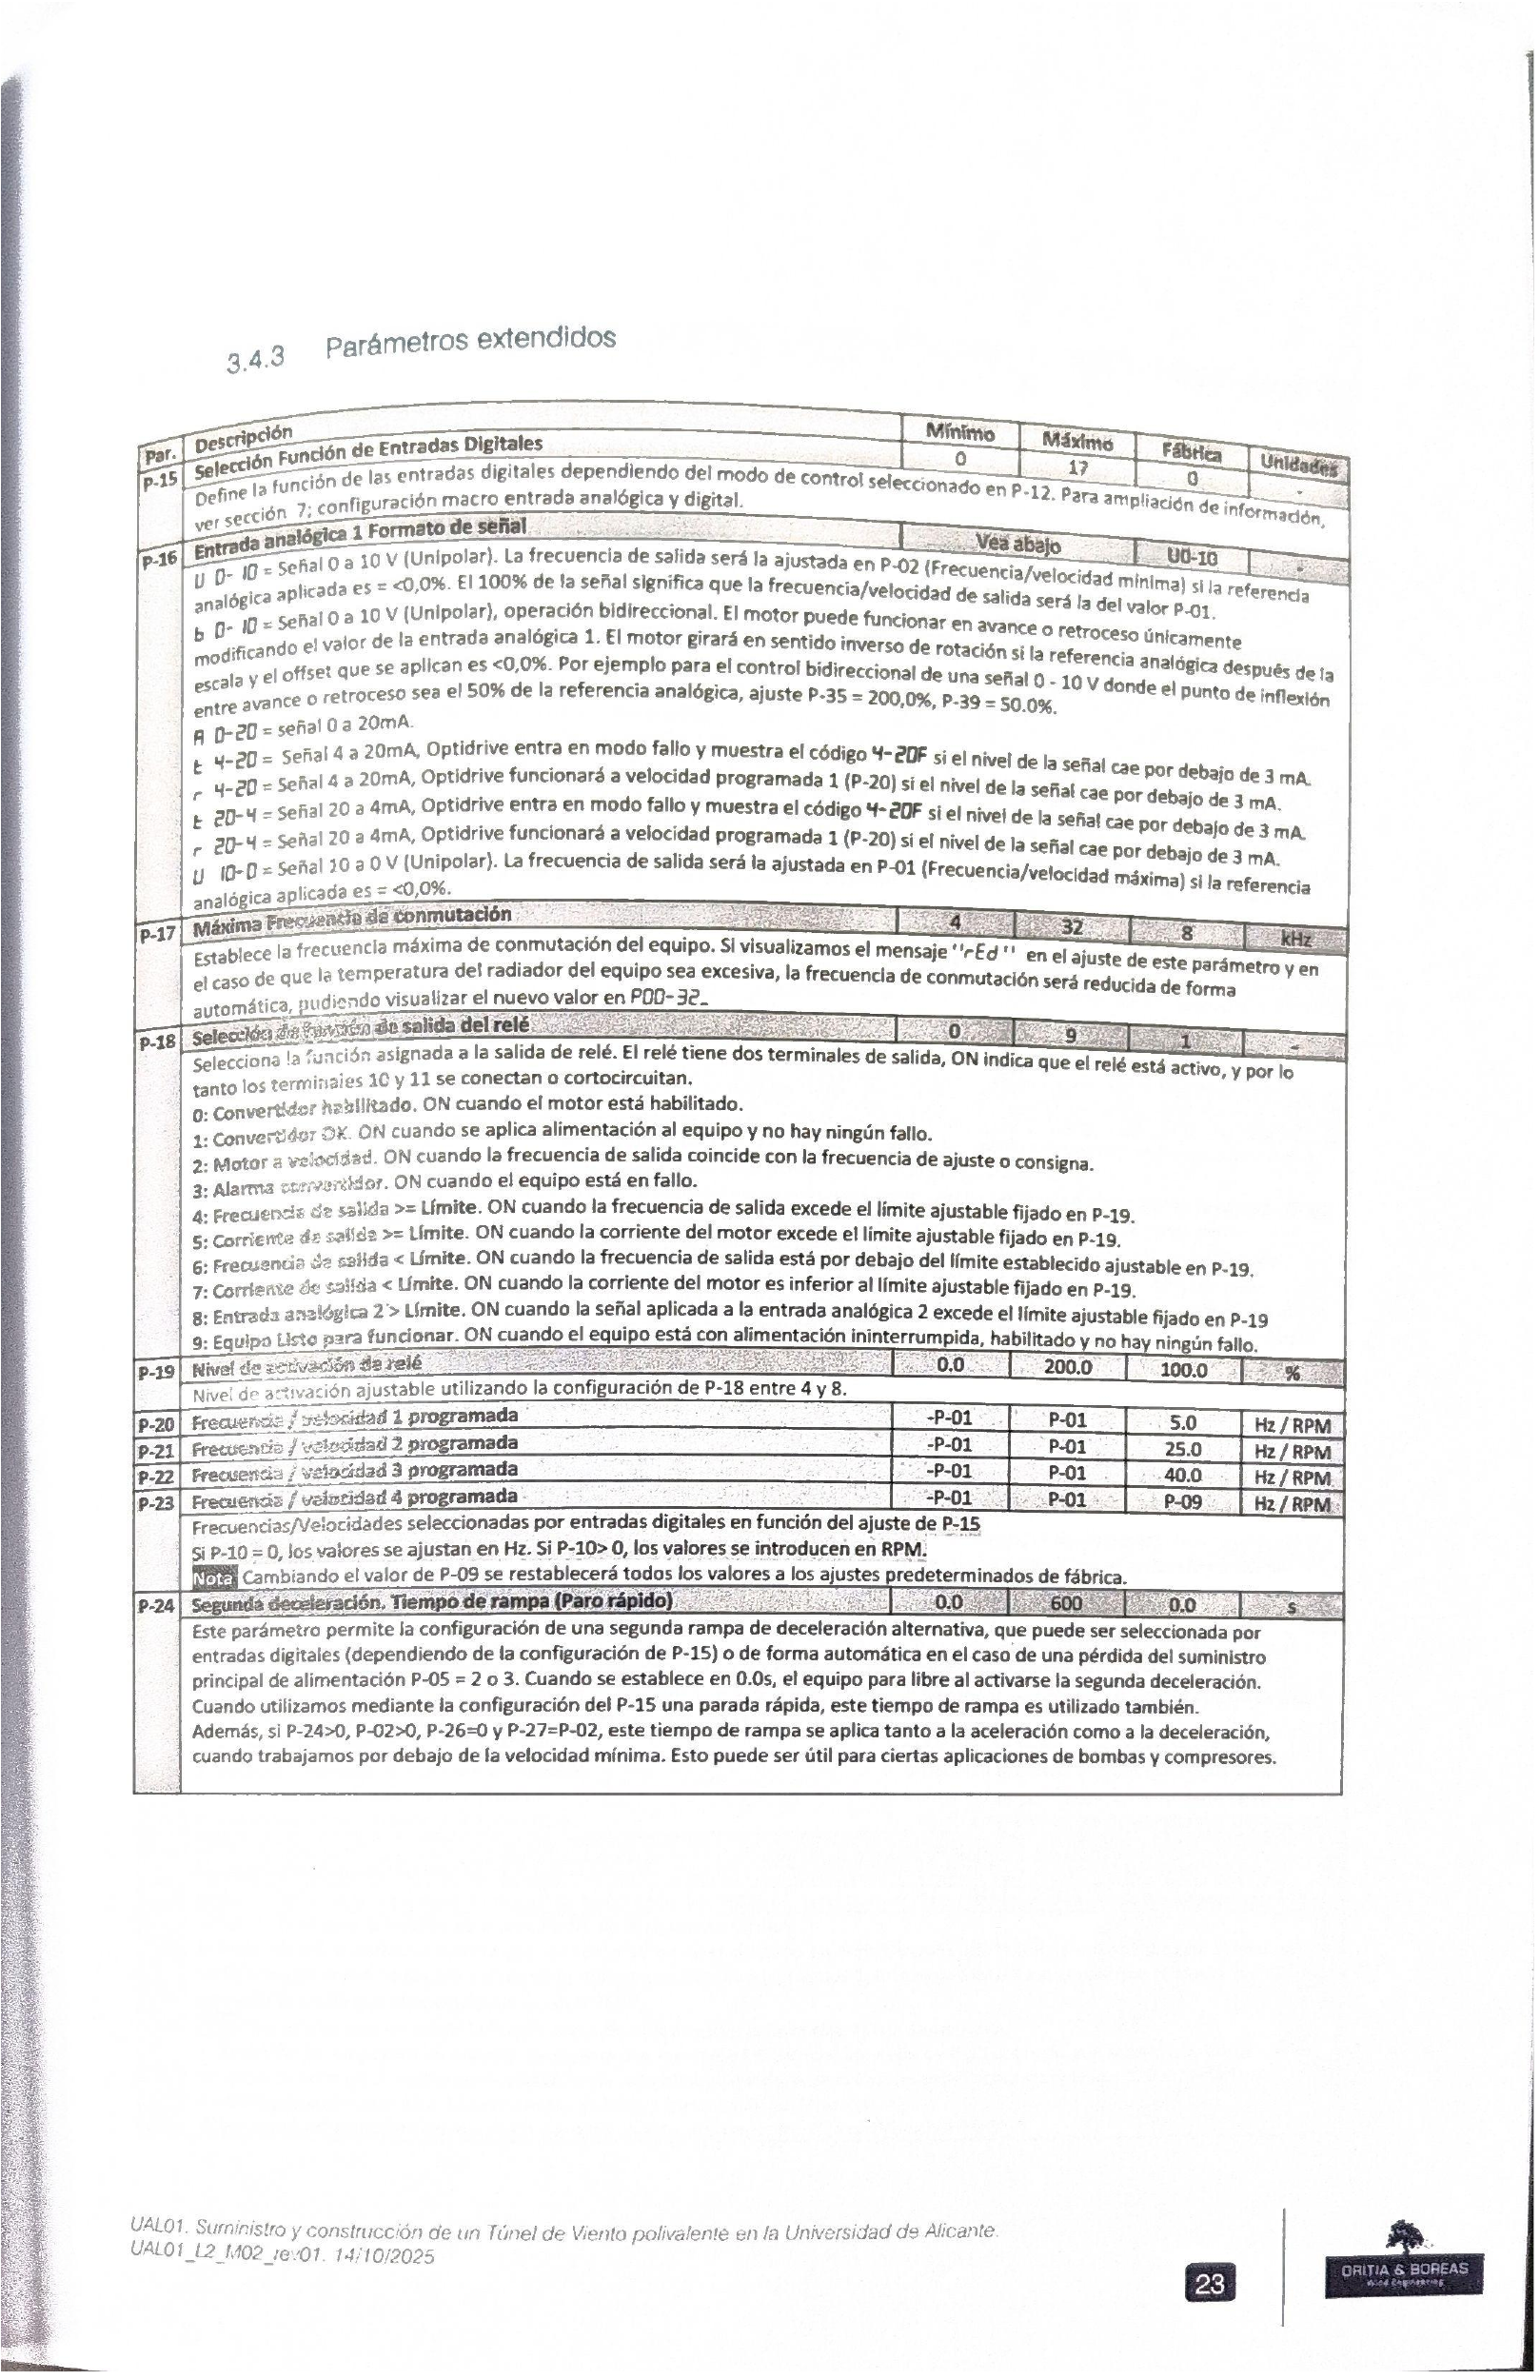 3.4.3 Parámetros extendidos
Par. Descripción Mínimo Máximo Fábrica Unidades
P-15 Selección Función de Entradas Digitales 0 17 0 -
Define la función de las entradas digitales dependiendo del modo de control seleccionado en P-12. Para ampliación de información,
ver sección 7; configuración macro entrada analógica y digital.
P-16 Entrada analógica 1 Formato de señal Vea abajo U0-10 -
U 0- 10 = Señal 0 a 10 V (Unipolar). La frecuencia de salida será la ajustada en P-02 (Frecuencia/velocidad mínima) si la referencia
analógica aplicada es = <0,0%. El 100% de la señal significa que la frecuencia/velocidad de salida será la del valor P-01.
b 0- 10 = Señal 0 a 10 V (Unipolar), operación bidireccional. El motor puede funcionar en avance o retroceso únicamente
modificando el valor de la entrada analógica 1. El motor girará en sentido inverso de rotación si la referencia analógica después de la
escala y el offset que se aplican es <0,0%. Por ejemplo para el control bidireccional de una señal 0 - 10 V donde el punto de inflexión
entre avance o retroceso sea el 50% de la referencia analógica, ajuste P-35 = 200,0%, P-39 = 50.0%.
A 0-20 = señal 0 a 20mA.
t 4-20 = Señal 4 a 20mA, Optidrive entra en modo fallo y muestra el código 4-20F si el nivel de la señal cae por debajo de 3 mA.
r 4-20 = Señal 4 a 20mA, Optidrive funcionará a velocidad programada 1 (P-20) si el nivel de la señal cae por debajo de 3 mA.
t 20-4 = Señal 20 a 4mA, Optidrive entra en modo fallo y muestra el código 4-20F si el nivel de la señal cae por debajo de 3 mA.
r 20-4 = Señal 20 a 4mA, Optidrive funcionará a velocidad programada 1 (P-20) si el nivel de la señal cae por debajo de 3 mA.
U 10-0 = Señal 10 a 0 V (Unipolar). La frecuencia de salida será la ajustada en P-01 (Frecuencia/velocidad máxima) si la referencia
analógica aplicada es = <0,0%.
P-17 Máxima Frecuencia de conmutación 4 32 8 kHz
Establece la frecuencia máxima de conmutación del equipo. Si visualizamos el mensaje "rEd" en el ajuste de este parámetro y en
el caso de que la temperatura del radiador del equipo sea excesiva, la frecuencia de conmutación será reducida de forma
automática, pudiendo visualizar el nuevo valor en P00-32.
P-18 Selección de función de salida del relé 0 9 1 -
Selecciona la función asignada a la salida de relé. El relé tiene dos terminales de salida, ON indica que el relé está activo, y por lo
tanto los terminales 10 y 11 se conectan o cortocircuitan.
0: Convertidor habilitado. ON cuando el motor está habilitado.
1: Convertidor OK. ON cuando se aplica alimentación al equipo y no hay ningún fallo.
2: Motor a velocidad. ON cuando la frecuencia de salida coincide con la frecuencia de ajuste o consigna.
3: Alarma convertidor. ON cuando el equipo está en fallo.
4: Frecuencia de salida >= Límite. ON cuando la frecuencia de salida excede el límite ajustable fijado en P-19.
5: Corriente de salida >= Límite. ON cuando la corriente del motor excede el límite ajustable fijado en P-19.
6: Frecuencia de salida < Límite. ON cuando la frecuencia de salida está por debajo del límite establecido ajustable en P-19.
7: Corriente de salida < Límite. ON cuando la corriente del motor es inferior al límite ajustable fijado en P-19.
8: Entrada analógica 2 > Límite. ON cuando la señal aplicada a la entrada analógica 2 excede el límite ajustable fijado en P-19
9: Equipo Listo para funcionar. ON cuando el equipo está con alimentación ininterrumpida, habilitado y no hay ningún fallo.
P-19 Nivel de activación de relé 0.0 200.0 100.0 %
Nivel de activación ajustable utilizando la configuración de P-18 entre 4 y 8.
P-20 Frecuencia / velocidad 1 programada -P-01 P-01 5.0 Hz / RPM
P-21 Frecuencia / velocidad 2 programada -P-01 P-01 25.0 Hz / RPM
P-22 Frecuencia / velocidad 3 programada -P-01 P-01 40.0 Hz / RPM
P-23 Frecuencia / velocidad 4 programada -P-01 P-01 P-09 Hz / RPM
Frecuencias/Velocidades seleccionadas por entradas digitales en función del ajuste de P-15
Si P-10 = 0, los valores se ajustan en Hz. Si P-10> 0, los valores se introducen en RPM.
Nota Cambiando el valor de P-09 se restablecerá todos los valores a los ajustes predeterminados de fábrica.
P-24 Segunda deceleración. Tiempo de rampa (Paro rápido) 0.0 600 0.0 s
Este parámetro permite la configuración de una segunda rampa de deceleración alternativa, que puede ser seleccionada por
entradas digitales (dependiendo de la configuración de P-15) o de forma automática en el caso de una pérdida del suministro
principal de alimentación P-05 = 2 o 3. Cuando se establece en 0.0s, el equipo para libre al activarse la segunda deceleración.
Cuando utilizamos mediante la configuración del P-15 una parada rápida, este tiempo de rampa es utilizado también.
Además, si P-24>0, P-02>0, P-26=0 y P-27=P-02, este tiempo de rampa se aplica tanto a la aceleración como a la deceleración,
cuando trabajamos por debajo de la velocidad mínima. Esto puede ser útil para ciertas aplicaciones de bombas y compresores.
UAL01. Suministro y construcción de un Túnel de Viento polivalente en la Universidad de Alicante.
UAL01_L2_M02_rev01. 14/10/2025
23
ORITIA & BOREAS
Wind Engineering